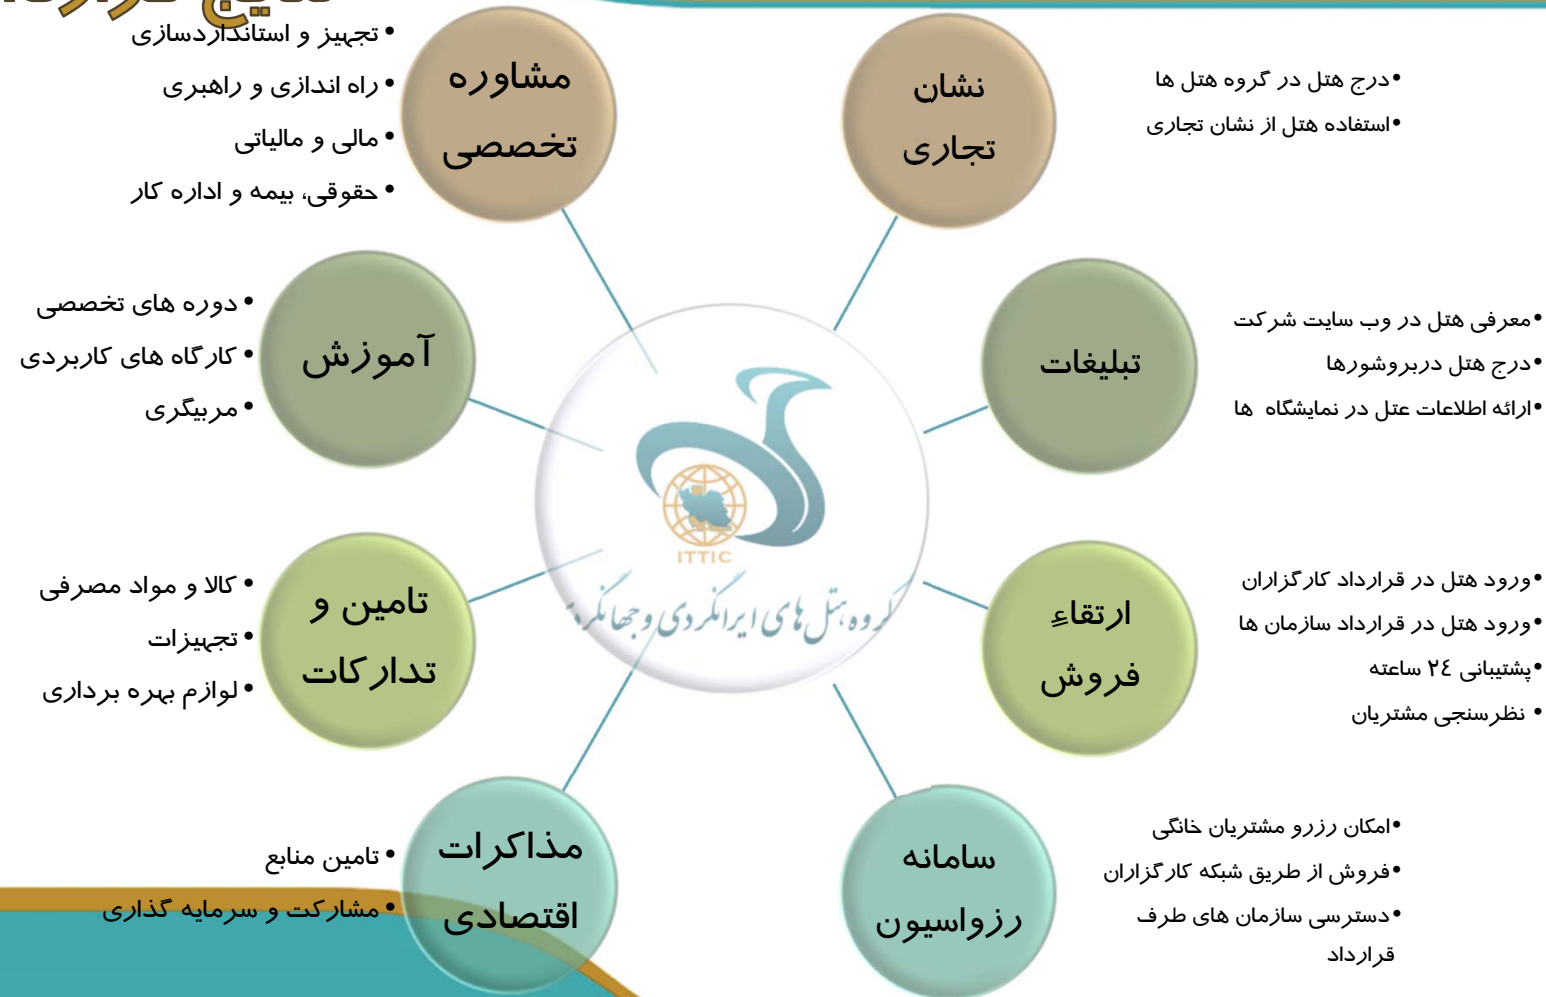 نتایج
نشان
تجاری
•درج هتل در گروه هتل ها
•استفاده هتل از نشان تجاری
تبلیغات
•معرفی هتل در وب سایت شرکت
•درج هتل دربروشورها
•ارائه اطلاعات عتل در نمایشگاه ها
ارتقاء
فروش
•ورود هتل در قرارداد کارگزاران
•ورود هتل در قرارداد سازمان ها
•پشتیبانی ٢٤ ساعته
• نظرسنجی مشتریان
سامانه
رزواسیون
•امکان رزرو مشتریان خانگی
•فروش از طریق شبکه کارگزاران
•دسترسی سازمان های طرف
قرارداد
مذاکرات
اقتصادی
• تامین منابع
• مشارکت و سرمایه گذاری
تامین و
تدارکات
• کالا و مواد مصرفی
• تجهیزات
• لوازم بهره برداری
آموزش
• دوره های تخصصی
• کارگاه های کاربردی
• مربیگری
مشاوره
تخصصی
• تجهیز و استانداردسازی
• راه اندازی و راهبری
• مالی و مالیاتی
• حقوقی، بیمه و اداره کار
ITTIC
گروه هتل های ایرانگردی و جهانگردی